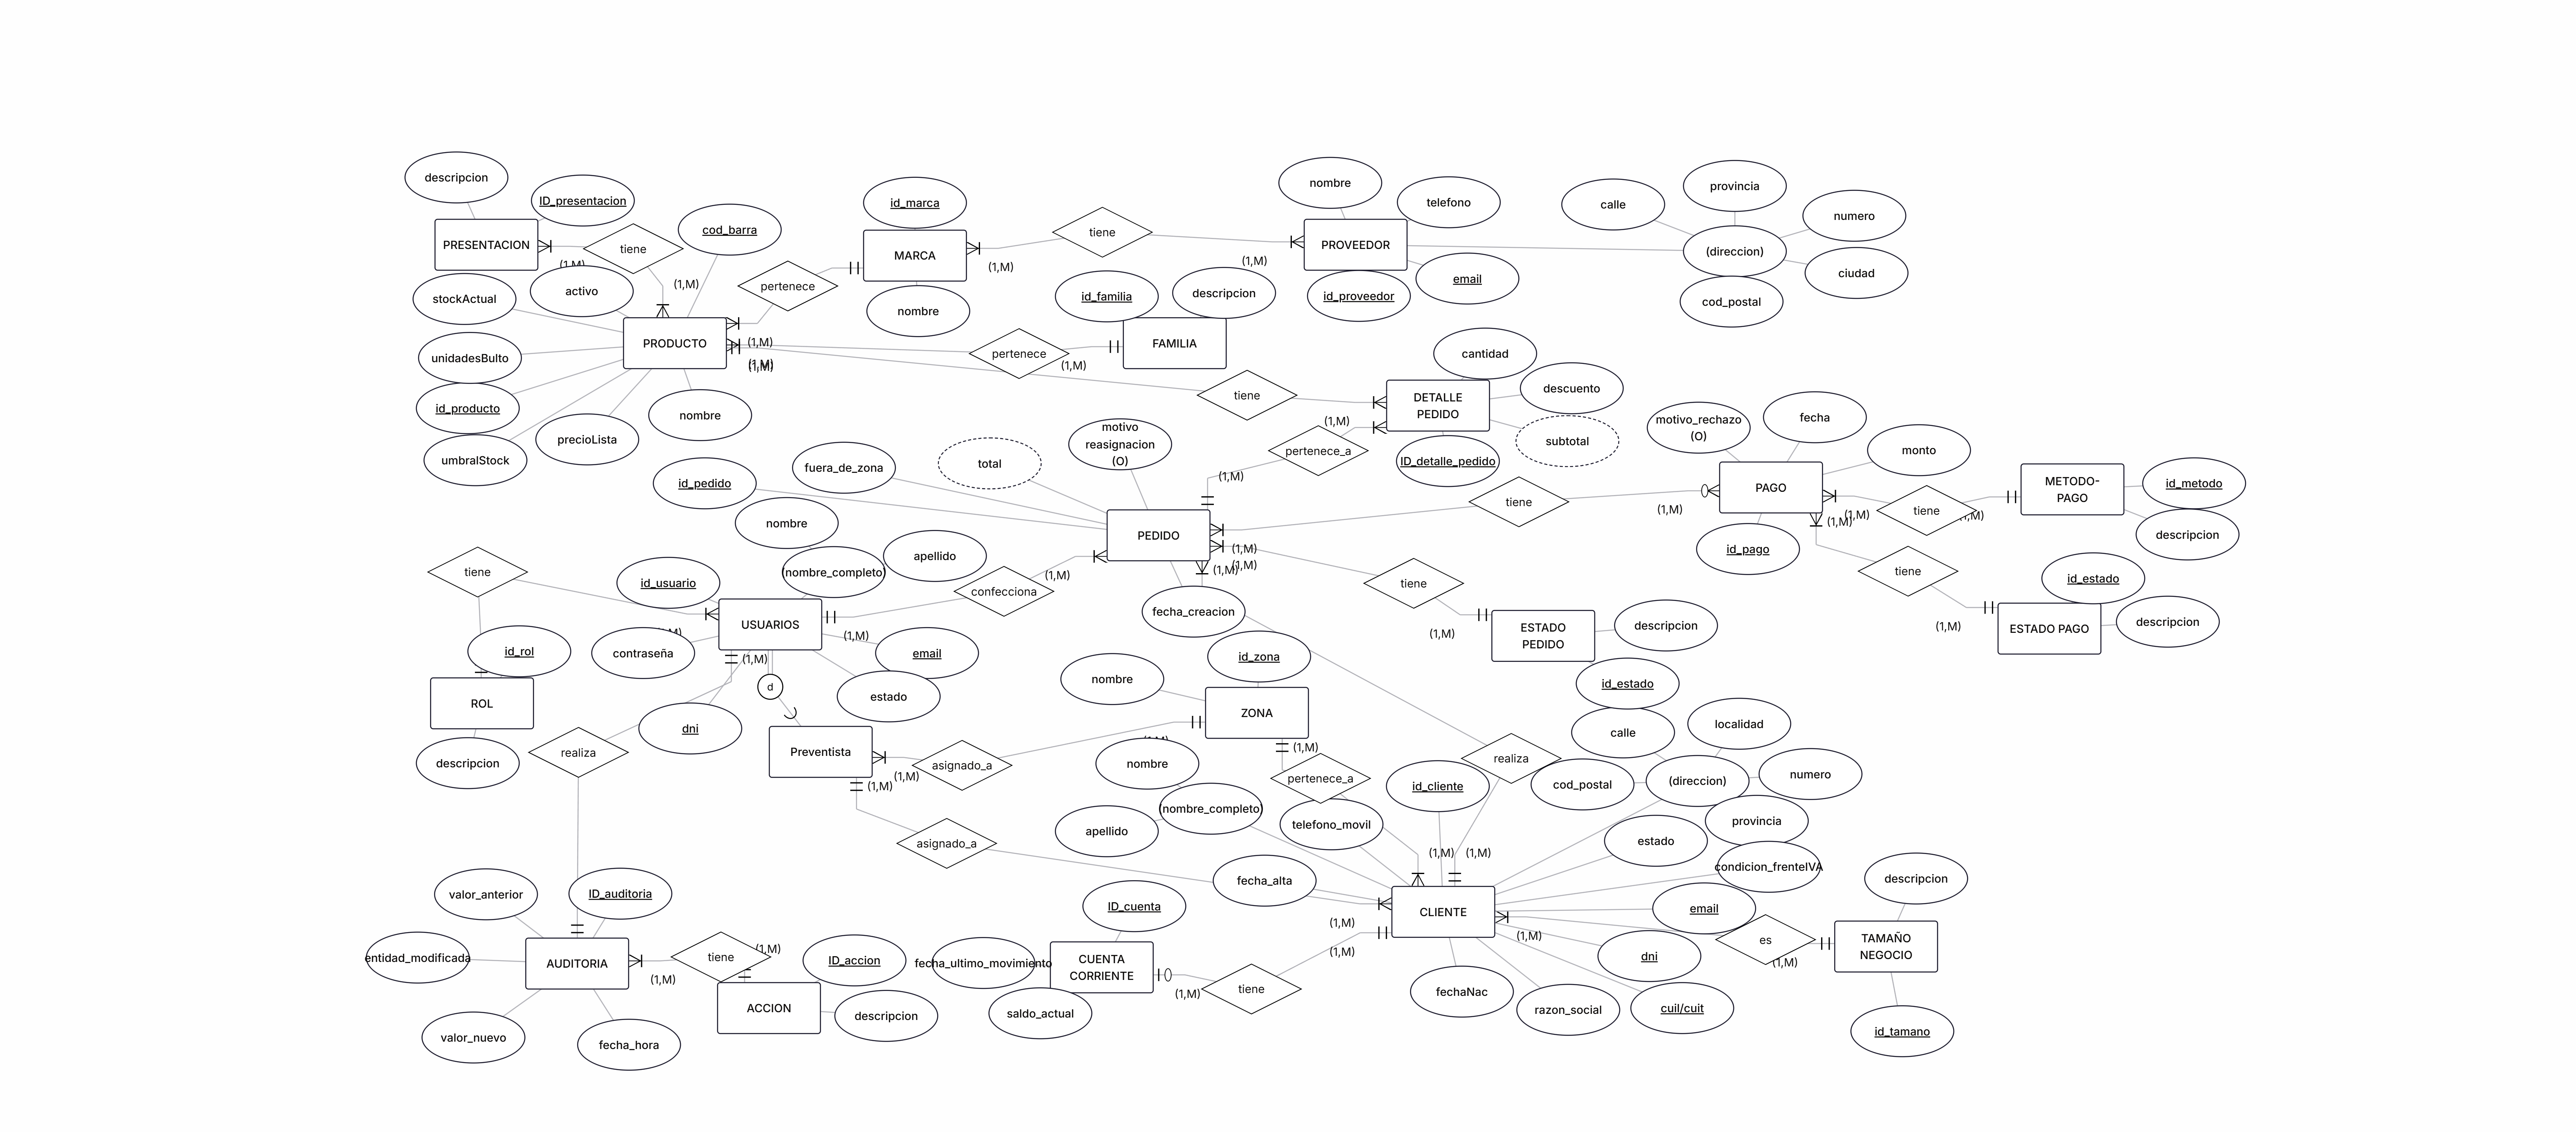 descripcion
ID_presentacion
PRESENTACION
tiene
(1,M)
(1,M)
cod_barra
activo
stockActual
unidadesBulto
id_producto
umbralStock
precioLista
nombre
PRODUCTO
(1,M)
(1,M)
pertenece
id_marca
MARCA
nombre
(1,M)
tiene
(1,M)
nombre
telefono
PROVEEDOR
id_proveedor
email
calle
provincia
numero
(direccion)
ciudad
cod_postal
id_familia
descripcion
FAMILIA
pertenece
(1,M)
tiene
cantidad
DETALLE
PEDIDO
descuento
subtotal
ID_detalle_pedido
(1,M)
pertenece_a
(1,M)
motivo
reasignacion
(O)
total
fuera_de_zona
id_pedido
PEDIDO
(1,M)
(1,M)
(1,M)
fecha_creacion
tiene
(1,M)
motivo_rechazo
(O)
fecha
monto
PAGO
id_pago
(1,M)
(1,M)
tiene
(1,M)
METODO-
PAGO
id_metodo
descripcion
tiene
(1,M)
id_estado
ESTADO PAGO
descripcion
tiene
(1,M)
ESTADO
PEDIDO
descripcion
id_estado
nombre
apellido
(nombre_completo)
id_usuario
USUARIOS
contraseña
(1,M)
(1,M)
email
estado
dni
d
confecciona
(1,M)
tiene
id_rol
ROL
descripcion
realiza
Preventista
(1,M)
(1,M)
asignado_a
asignado_a
nombre
id_zona
ZONA
(1,M)
pertenece_a
realiza
nombre
(nombre_completo)
apellido
telefono_movil
id_cliente
fecha_alta
(1,M)
(1,M)
(1,M)
(1,M)
(1,M)
CLIENTE
calle
localidad
cod_postal
(direccion)
numero
provincia
estado
condicion_frenteIVA
email
dni
cuil/cuit
razon_social
fechaNac
es
(1,M)
TAMAÑO
NEGOCIO
descripcion
id_tamano
ID_cuenta
fecha_ultimo_movimiento
CUENTA
CORRIENTE
saldo_actual
(1,M)
tiene
valor_anterior
ID_auditoria
entidad_modificada
AUDITORIA
valor_nuevo
fecha_hora
(1,M)
tiene
(1,M)
ID_accion
ACCION
descripcion